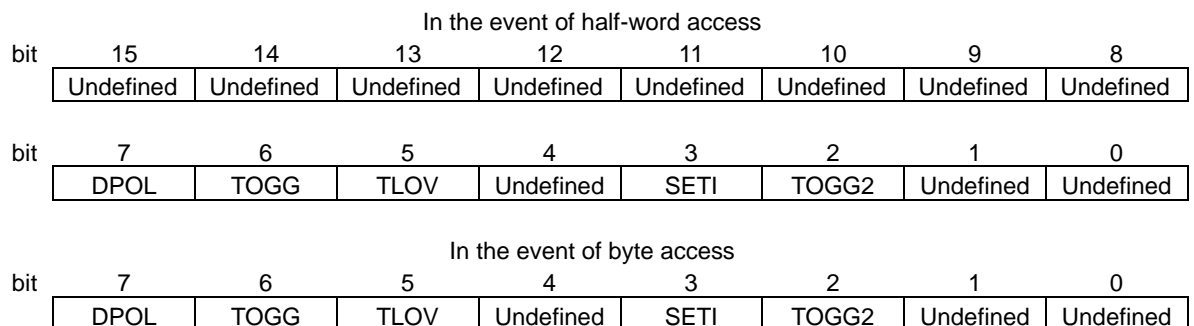 In the event of half-word access
bit 15 14 13 12 11 10 9 8
Undefined Undefined Undefined Undefined Undefined Undefined Undefined Undefined
bit 7 6 5 4 3 2 1 0
DPOL TOGG TLOV Undefined SETI TOGG2 Undefined Undefined
In the event of byte access
bit 7 6 5 4 3 2 1 0
DPOL TOGG TLOV Undefined SETI TOGG2 Undefined Undefined